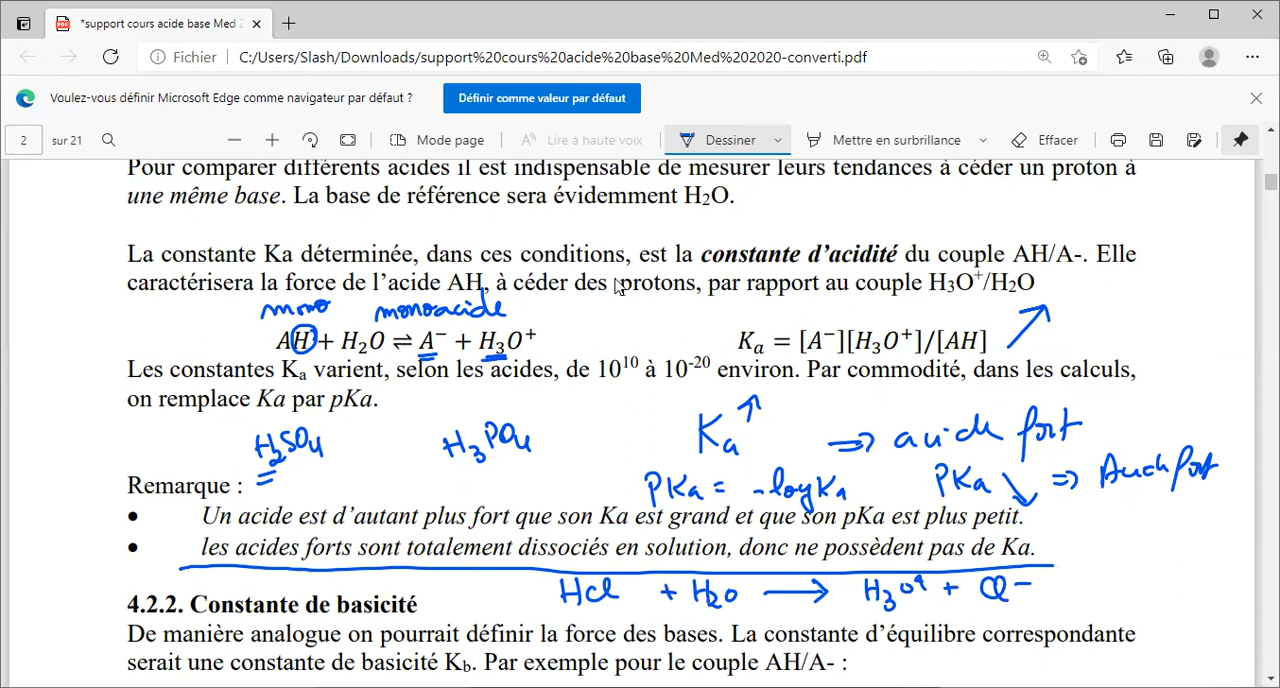 *support cours acide base Med 2
Fichier C:/Users/Slash/Downloads/support%20cours%20acide%20base%20Med%202020-converti.pdf
Voulez-vous définir Microsoft Edge comme navigateur par défaut ? Définir comme valeur par défaut
2 sur 21 Mode page Lire à haute voix Dessiner Mettre en surbrillance Effacer
Pour comparer différents acides il est indispensable de mesurer leurs tendances à céder un proton à
une même base. La base de référence sera évidemment H₂O.
La constante Ka déterminée, dans ces conditions, est la constante d’acidité du couple AH/A-. Elle
caractérisera la force de l’acide AH, à céder des protons, par rapport au couple H₃O⁺/H₂O
mono monoacide
AH + H₂O ⇌ A⁻ + H₃O⁺ Kₐ = [A⁻][H₃O⁺]/[AH]
Les constantes Kₐ varient, selon les acides, de 10¹⁰ à 10⁻²⁰ environ. Par commodité, dans les calculs,
on remplace Ka par pKa.
H₂SO₄ H₃PO₄ Ka ↑ ⇒ acide fort
PKa = -logKa PKa ↘ ⇒ Acide fort
Remarque :
• Un acide est d’autant plus fort que son Ka est grand et que son pKa est plus petit.
• les acides forts sont totalement dissociés en solution, donc ne possèdent pas de Ka.
HCl + H₂O ⟶ H₃O⁺ + Cl⁻
4.2.2. Constante de basicité
De manière analogue on pourrait définir la force des bases. La constante d’équilibre correspondante
serait une constante de basicité K_b. Par exemple pour le couple AH/A- :